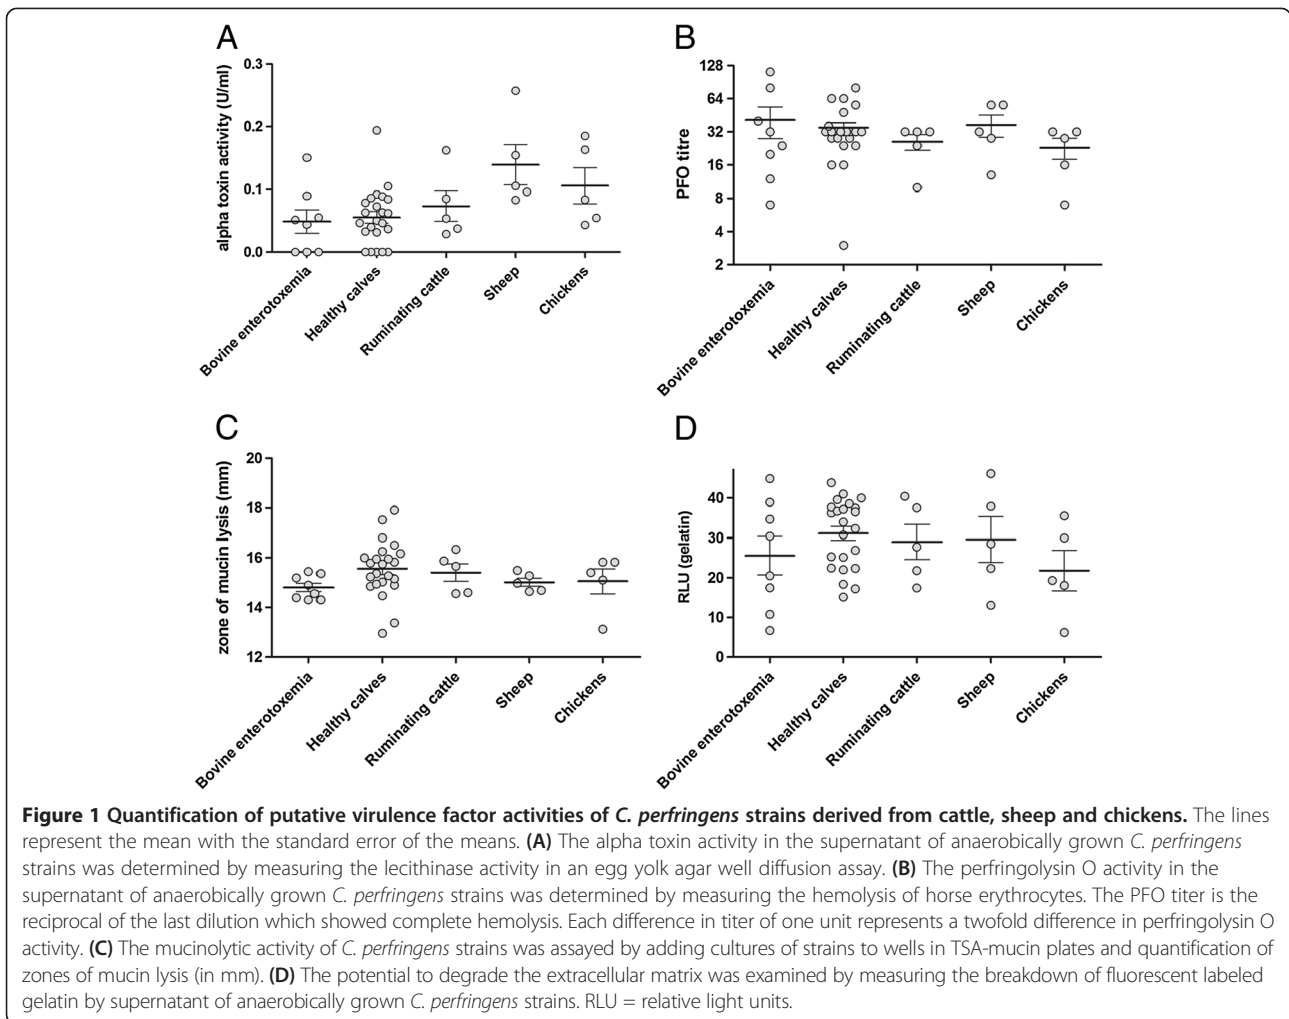 A
alpha toxin activity (U/ml)
0.3
0.2
0.1
0.0
Bovine enterotoxemia
Healthy calves
Ruminating cattle
Sheep
Chickens
B
PFO titre
128
64
32
16
8
4
2
Bovine enterotoxemia
Healthy calves
Ruminating cattle
Sheep
Chickens
C
zone of mucin lysis (mm)
20
18
16
14
12
Bovine enterotoxemia
Healthy calves
Ruminating cattle
Sheep
Chickens
D
RLU (gelatin)
40
30
20
10
0
Bovine enterotoxemia
Healthy calves
Ruminating cattle
Sheep
Chickens
Figure 1 Quantification of putative virulence factor activities of C. perfringens strains derived from cattle, sheep and chickens. The lines
represent the mean with the standard error of the means. (A) The alpha toxin activity in the supernatant of anaerobically grown C. perfringens
strains was determined by measuring the lecithinase activity in an egg yolk agar well diffusion assay. (B) The perfringolysin O activity in the
supernatant of anaerobically grown C. perfringens strains was determined by measuring the hemolysis of horse erythrocytes. The PFO titer is the
reciprocal of the last dilution which showed complete hemolysis. Each difference in titer of one unit represents a twofold difference in perfringolysin O
activity. (C) The mucinolytic activity of C. perfringens strains was assayed by adding cultures of strains to wells in TSA-mucin plates and quantification of
zones of mucin lysis (in mm). (D) The potential to degrade the extracellular matrix was examined by measuring the breakdown of fluorescent labeled
gelatin by supernatant of anaerobically grown C. perfringens strains. RLU = relative light units.